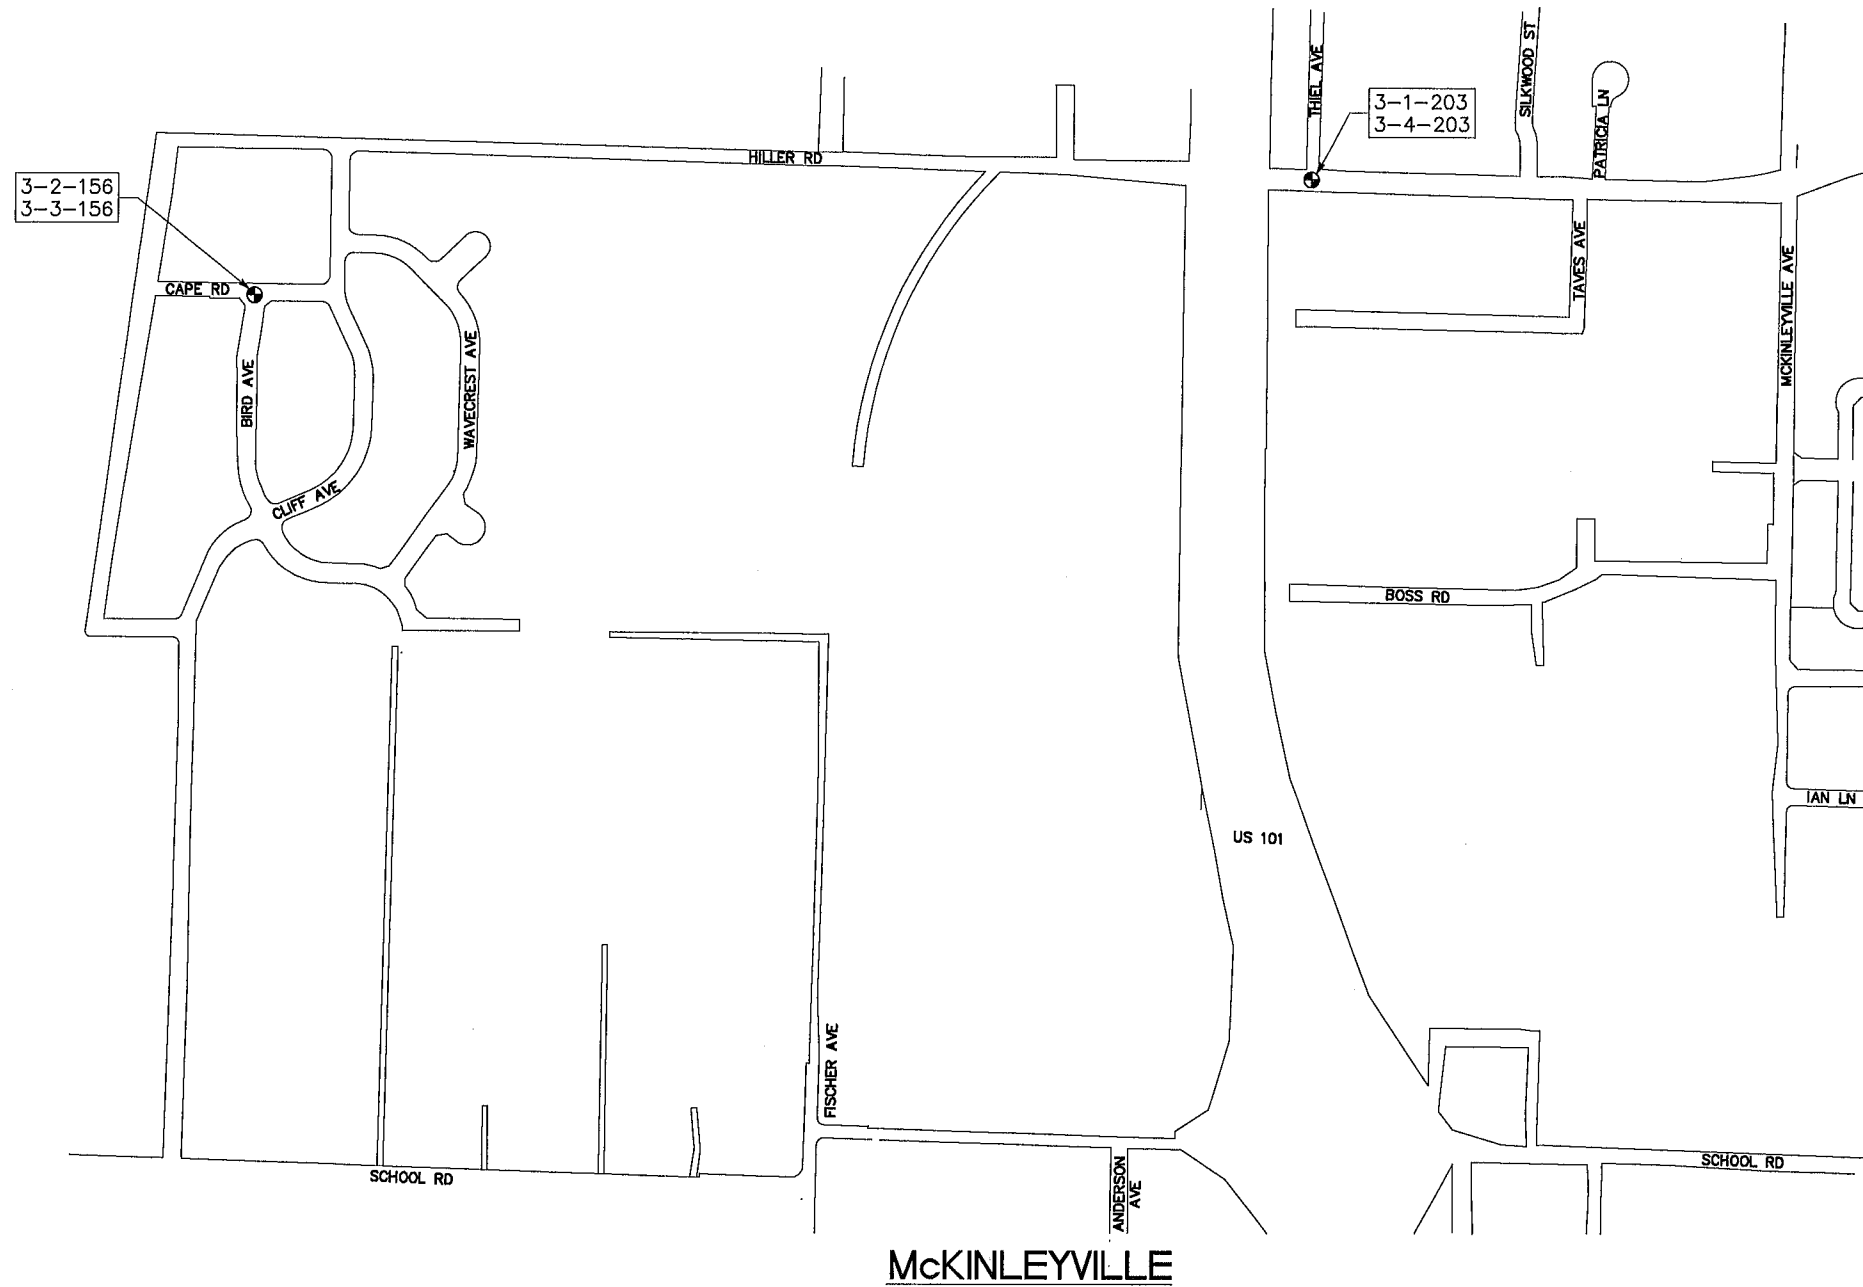 SILKWOOD ST
THIEL AVE
3-1-203
3-4-203
PATRICIA LN
HILLER RD
3-2-156
3-3-156
CAPE RD
TAVES AVE
MCKINLEYVILLE AVE
BIRD AVE
WAVECREST AVE
CLIFF AVE
BOSS RD
IAN LN
US 101
FISCHER AVE
SCHOOL RD
ANDERSON
AVE
SCHOOL RD
McKINLEYVILLE